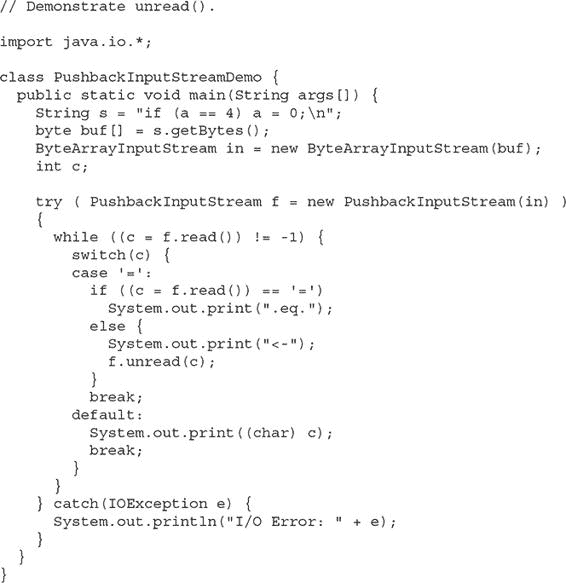 // Demonstrate unread().
import java.io.*;
class PushbackInputStreamDemo {
  public static void main(String args[]) {
    String s = "if (a == 4) a = 0;\n";
    byte buf[] = s.getBytes();
    ByteArrayInputStream in = new ByteArrayInputStream(buf);
    int c;
    try ( PushbackInputStream f = new PushbackInputStream(in) )
    {
      while ((c = f.read()) != -1) {
        switch(c) {
        case '=':
          if ((c = f.read()) == '=')
            System.out.print(".eq.");
          else {
            System.out.print("<-");
            f.unread(c);
          }
          break;
        default:
          System.out.print((char) c);
          break;
        }
      }
    } catch(IOException e) {
      System.out.println("I/O Error: " + e);
    }
  }
}